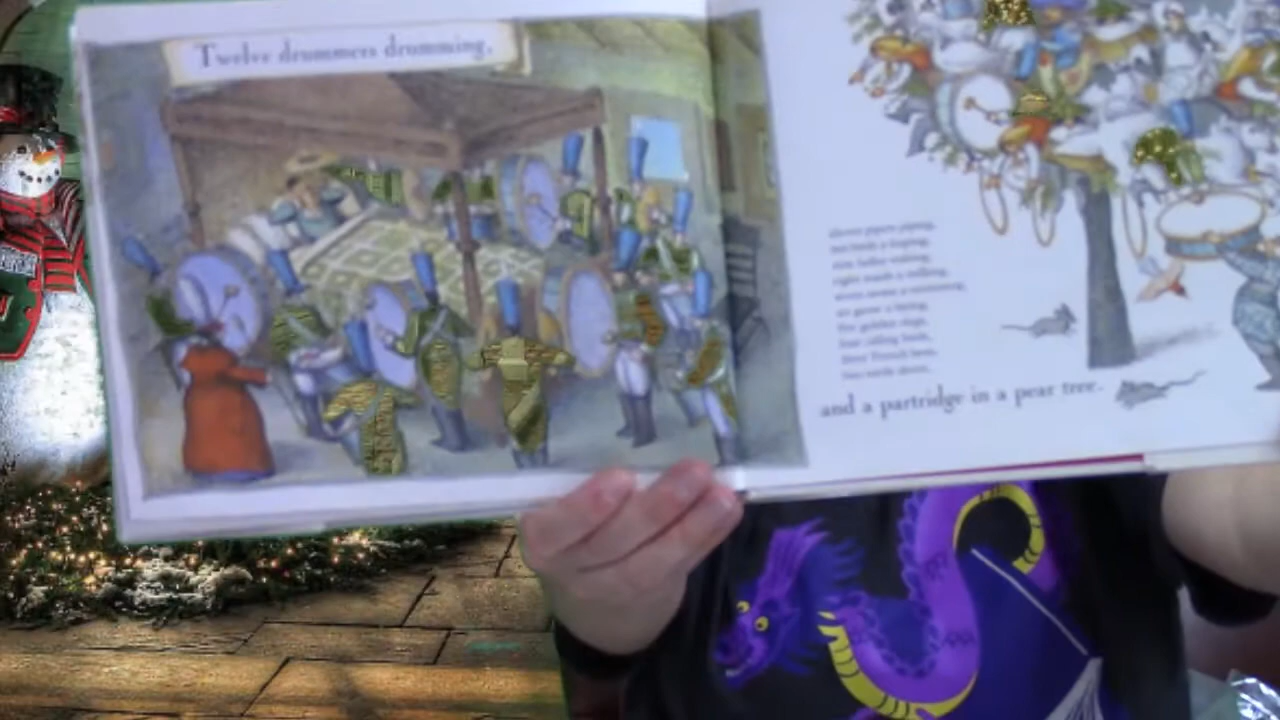 Twelve drummers drumming,
eleven pipers piping,
ten lords a-leaping,
nine ladies waiting,
eight maids a-milking,
seven swans a-swimming,
six geese a-laying,
five golden rings,
four calling birds,
three French hens,
two turtle doves,
and a partridge in a pear tree.